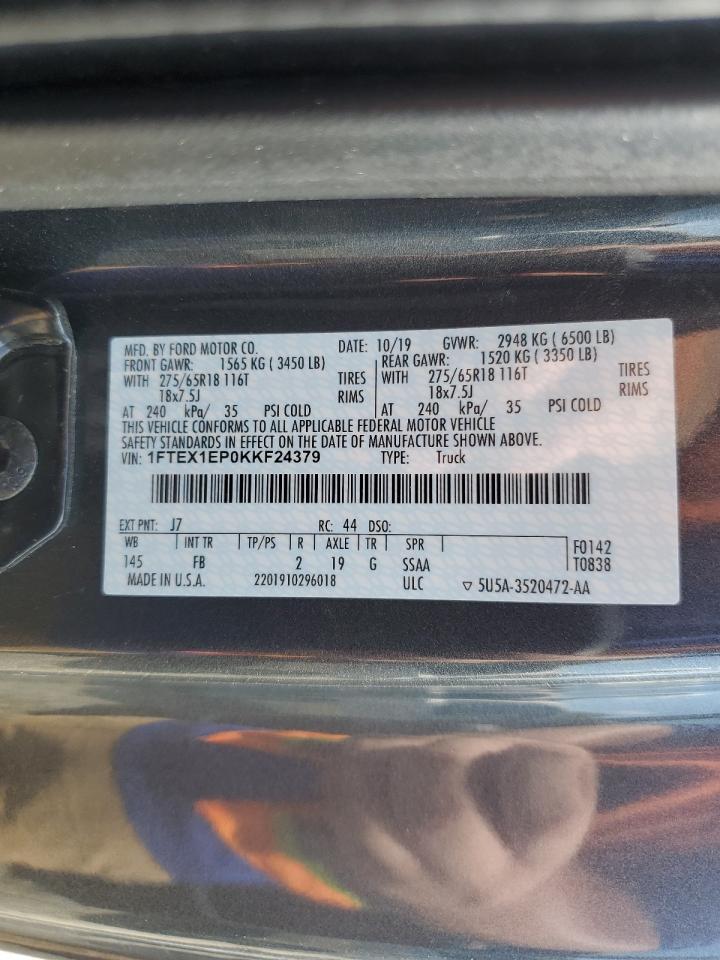 MFD. BY FORD MOTOR CO. DATE: 10/19 GVWR: 2948 KG ( 6500 LB)
FRONT GAWR: 1565 KG ( 3450 LB) REAR GAWR: 1520 KG ( 3350 LB)
WITH 275/65R18 116T TIRES WITH 275/65R18 116T TIRES
18x7.5J RIMS 18x7.5J RIMS
AT 240 kPa/ 35 PSI COLD AT 240 kPa/ 35 PSI COLD
THIS VEHICLE CONFORMS TO ALL APPLICABLE FEDERAL MOTOR VEHICLE
SAFETY STANDARDS IN EFFECT ON THE DATE OF MANUFACTURE SHOWN ABOVE.
VIN: 1FTEX1EP0KKF24379 TYPE: Truck
EXT PNT: J7 RC: 44 DSO:
WB INT TR TP/PS R AXLE TR SPR F0142
145 FB 2 19 G SSAA T0838
MADE IN U.S.A. 2201910296018 ULC ▽ 5U5A-3520472-AA